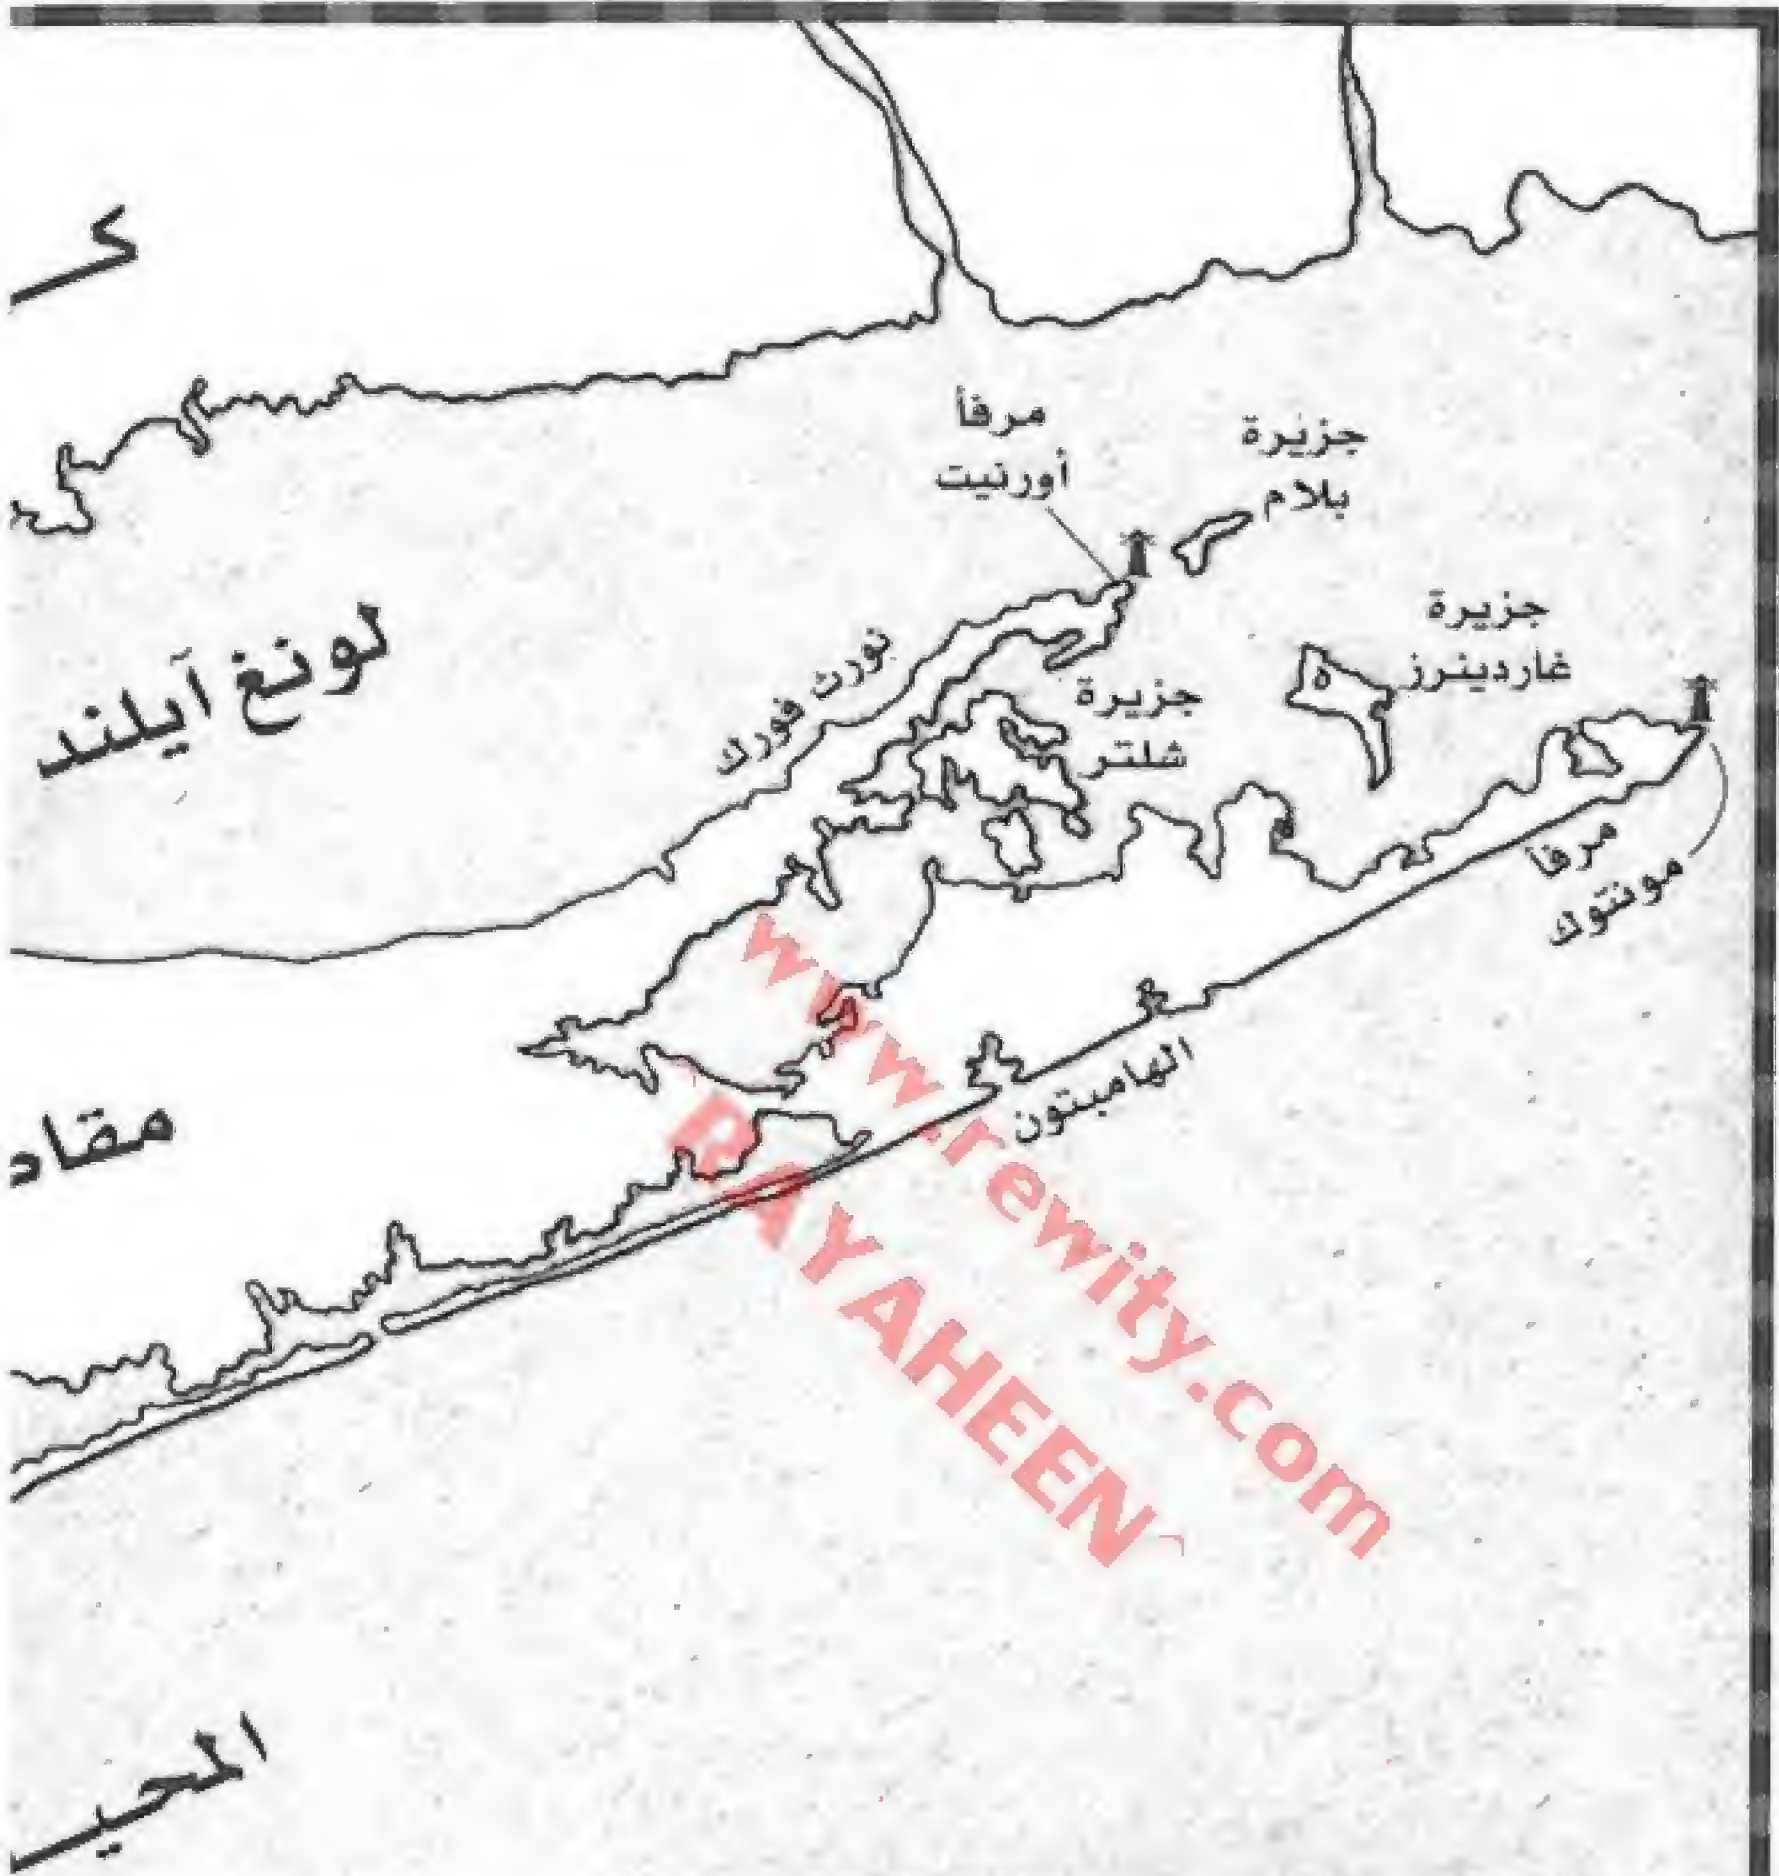 كـ
مرفأ
أورنيت
جزيرة
بلام
لونغ آيلند
نورث فورك
جزيرة
غاردينرز
جزيرة
شلتر
مرفأ
مونتوك
الهامبتون
مقاد
المحيـ
www.rewity.com
RAYAHEEN